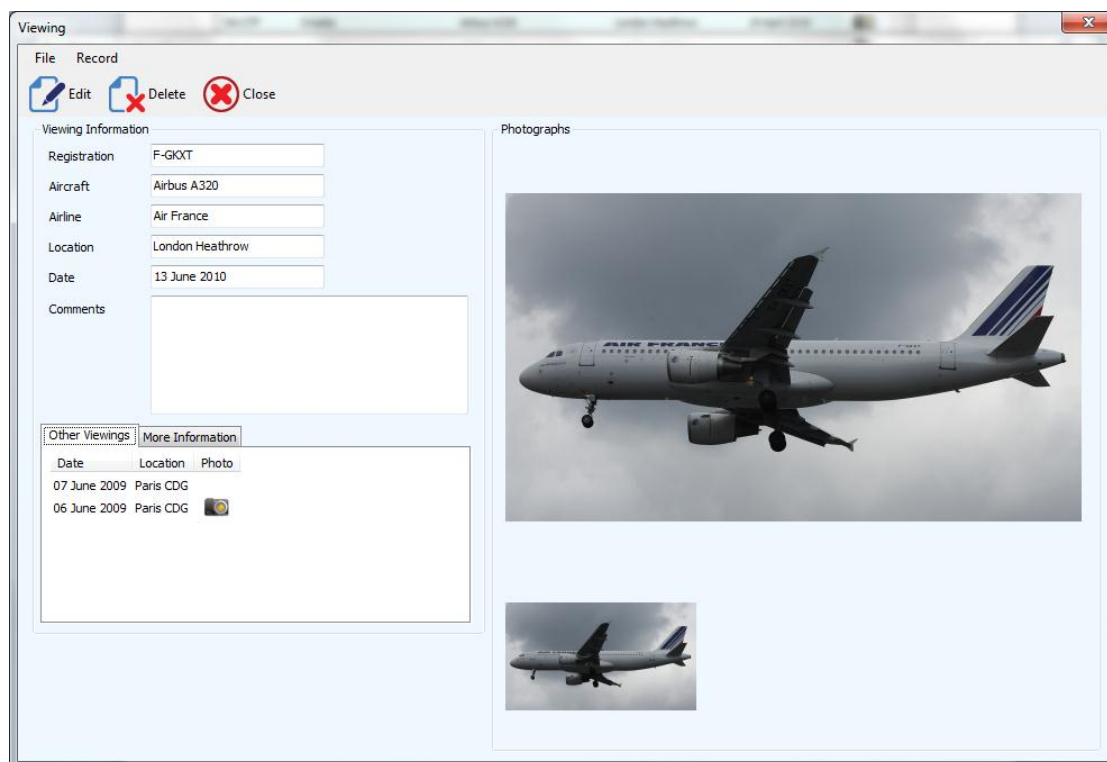 Viewing
File Record
Edit Delete Close
Viewing Information
Registration F-GKXT
Aircraft Airbus A320
Airline Air France
Location London Heathrow
Date 13 June 2010
Comments
Other Viewings More Information
Date Location Photo
07 June 2009 Paris CDG
06 June 2009 Paris CDG
Photographs
AIR FRANCE